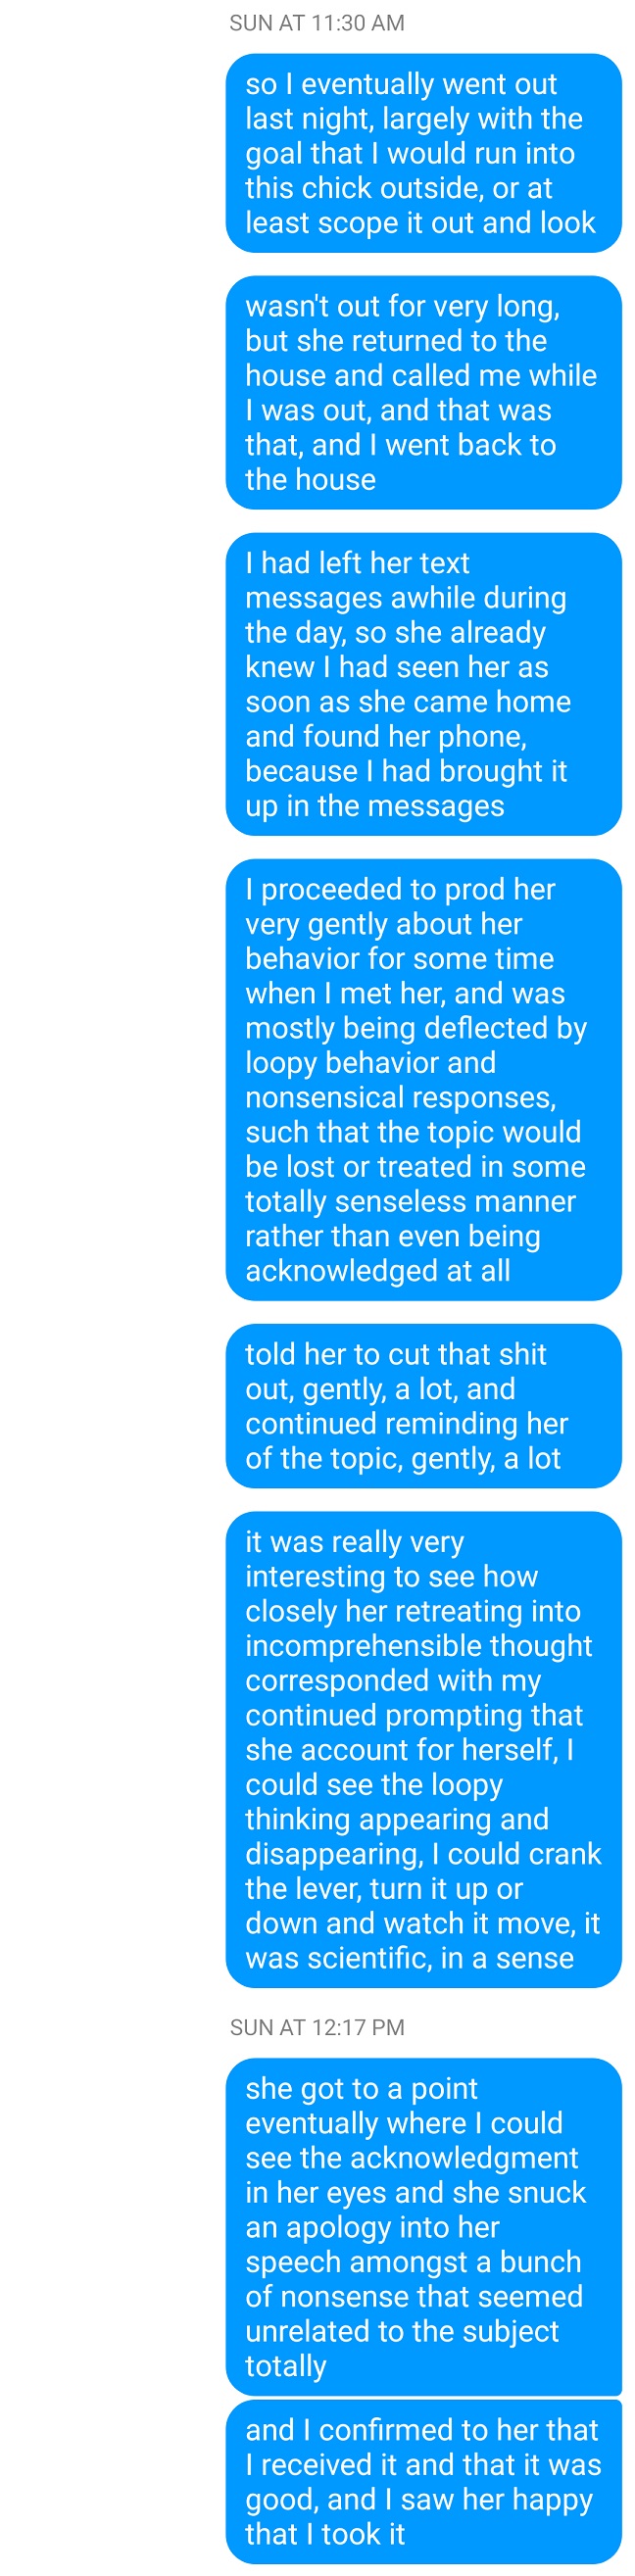 SUN AT 11:30 AM
so I eventually went out
last night, largely with the
goal that I would run into
this chick outside, or at
least scope it out and look
wasn't out for very long,
but she returned to the
house and called me while
I was out, and that was
that, and I went back to
the house
I had left her text
messages awhile during
the day, so she already
knew I had seen her as
soon as she came home
and found her phone,
because I had brought it
up in the messages
I proceeded to prod her
very gently about her
behavior for some time
when I met her, and was
mostly being deflected by
loopy behavior and
nonsensical responses,
such that the topic would
be lost or treated in some
totally senseless manner
rather than even being
acknowledged at all
told her to cut that shit
out, gently, a lot, and
continued reminding her
of the topic, gently, a lot
it was really very
interesting to see how
closely her retreating into
incomprehensible thought
corresponded with my
continued prompting that
she account for herself, I
could see the loopy
thinking appearing and
disappearing, I could crank
the lever, turn it up or
down and watch it move, it
was scientific, in a sense
SUN AT 12:17 PM
she got to a point
eventually where I could
see the acknowledgment
in her eyes and she snuck
an apology into her
speech amongst a bunch
of nonsense that seemed
unrelated to the subject
totally
and I confirmed to her that
I received it and that it was
good, and I saw her happy
that I took it